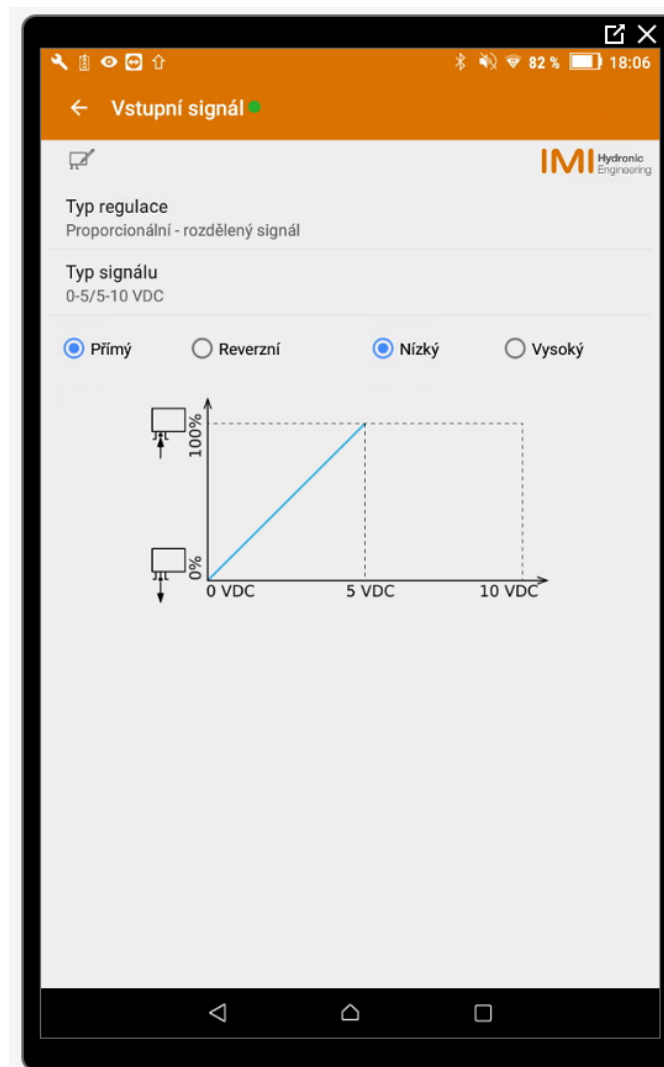 82 % 18:06
Vstupní signál
IMI Hydronic
Engineering
Typ regulace
Proporcionální - rozdělený signál
Typ signálu
0-5/5-10 VDC
Přímý Reverzní Nízký Vysoký
100%
0%
0 VDC 5 VDC 10 VDC